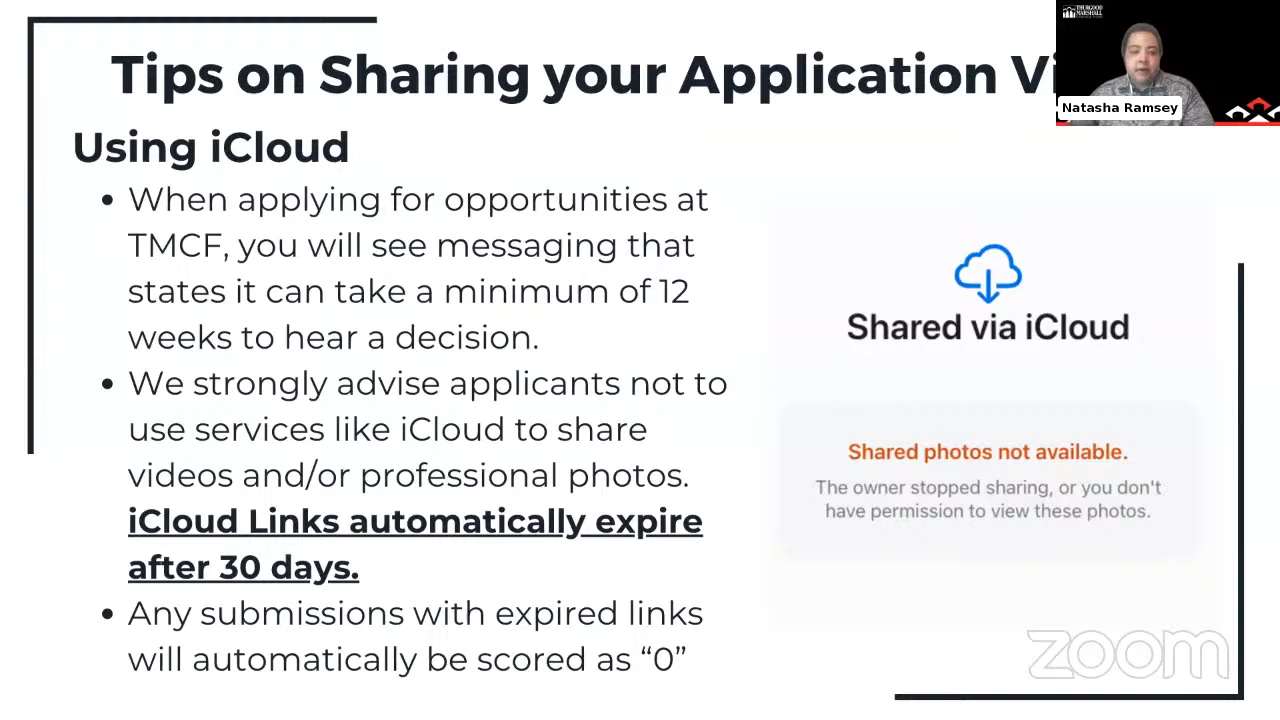 Tips on Sharing your Application Vi
THURGOOD
MARSHALL
Natasha Ramsey
Using iCloud
• When applying for opportunities at
TMCF, you will see messaging that
states it can take a minimum of 12
weeks to hear a decision.
• We strongly advise applicants not to
use services like iCloud to share
videos and/or professional photos.
iCloud Links automatically expire
after 30 days.
• Any submissions with expired links
will automatically be scored as “0”
Shared via iCloud
Shared photos not available.
The owner stopped sharing, or you don't
have permission to view these photos.
zoom